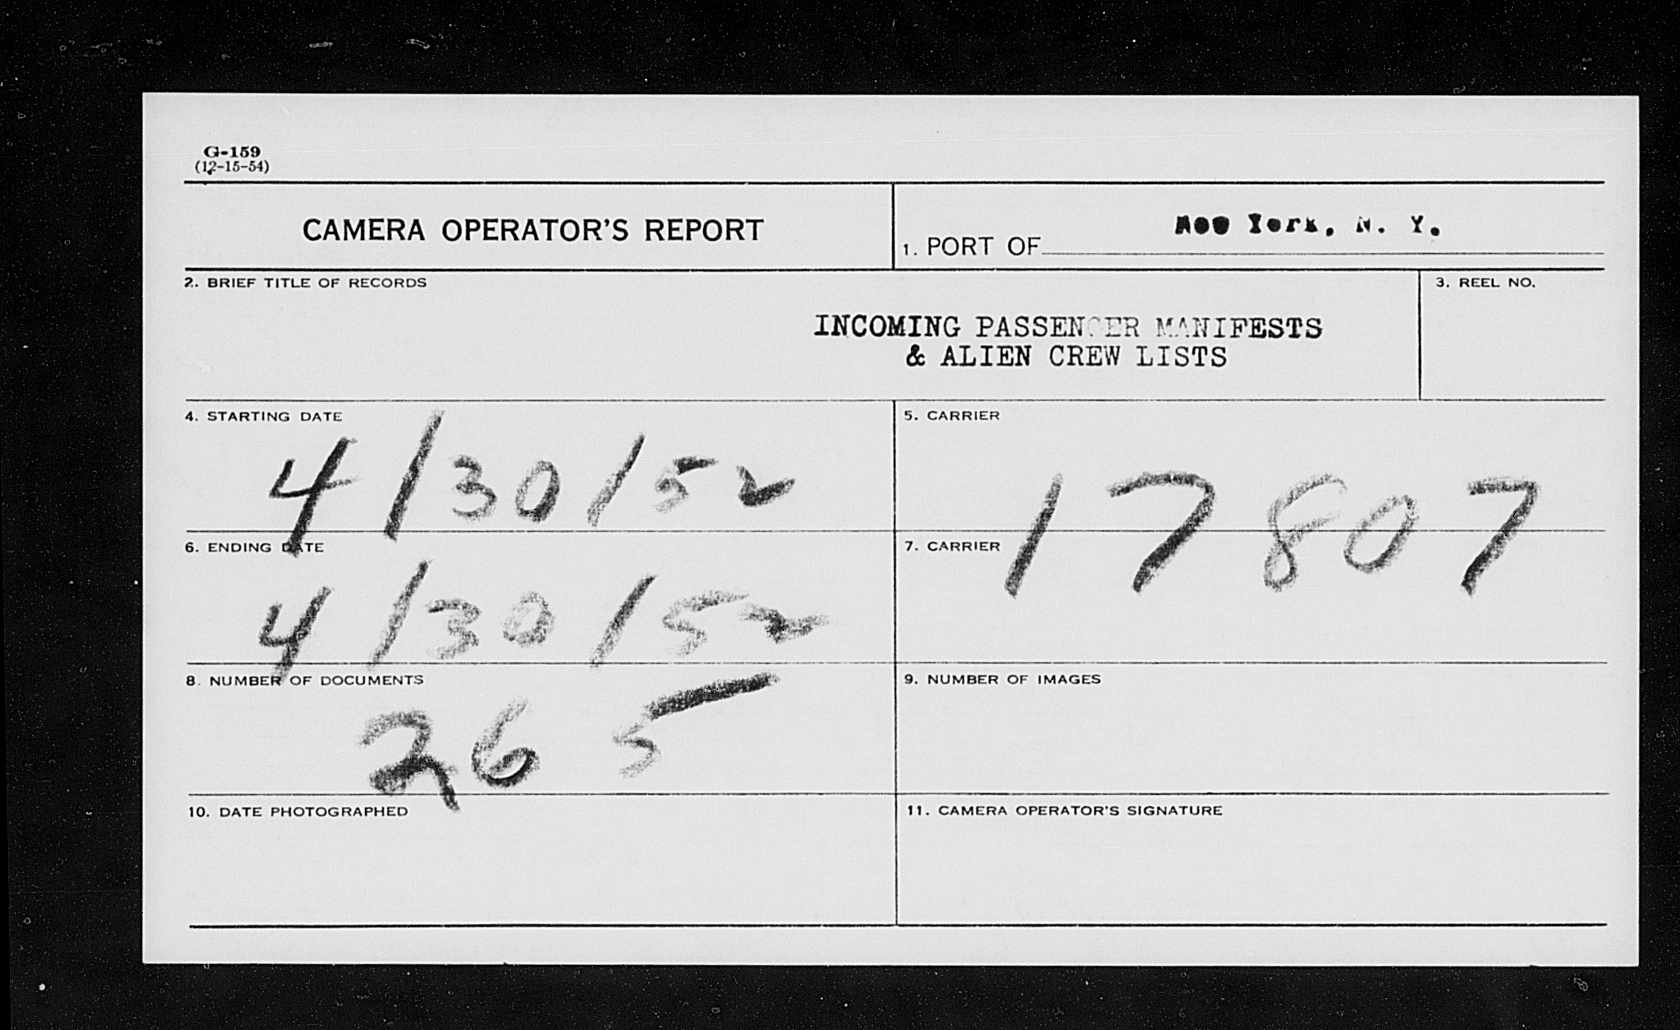 G-159
(12-15-54)
CAMERA OPERATOR'S REPORT
1. PORT OF New York, N. Y.
2. BRIEF TITLE OF RECORDS
3. REEL NO.
INCOMING PASSENGER MANIFESTS
& ALIEN CREW LISTS
4. STARTING DATE
4/30/52
5. CARRIER
17807
6. ENDING DATE
4/30/52
7. CARRIER
8. NUMBER OF DOCUMENTS
265
9. NUMBER OF IMAGES
10. DATE PHOTOGRAPHED
11. CAMERA OPERATOR'S SIGNATURE